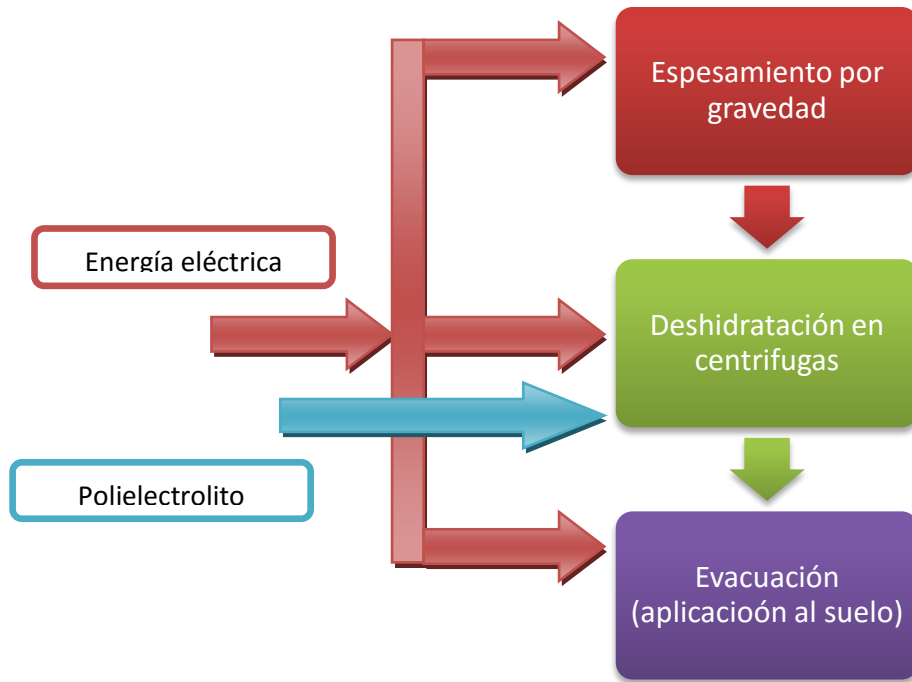 Espesamiento por
gravedad
Energía eléctrica
Deshidratación en
centrifugas
Polielectrolito
Evacuación
(aplicacioón al suelo)